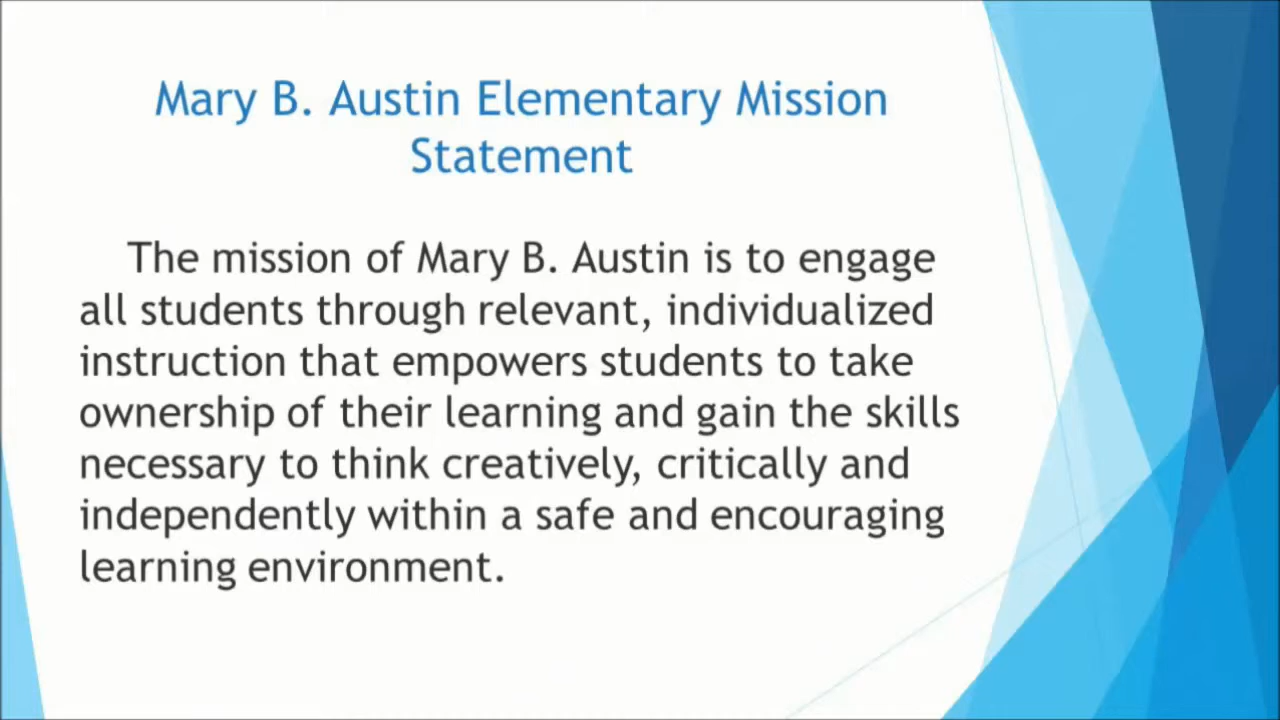 Mary B. Austin Elementary Mission
Statement
The mission of Mary B. Austin is to engage
all students through relevant, individualized
instruction that empowers students to take
ownership of their learning and gain the skills
necessary to think creatively, critically and
independently within a safe and encouraging
learning environment.